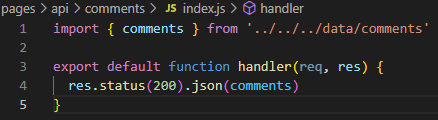 pages > api > comments > JS index.js > handler
1 import { comments } from '../../../data/comments'
2
3 export default function handler(req, res) {
4   res.status(200).json(comments)
5 }